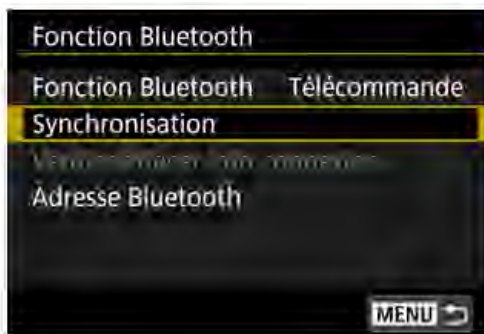 Fonction Bluetooth
Fonction Bluetooth Télécommande
Synchronisation
Adresse Bluetooth
MENU